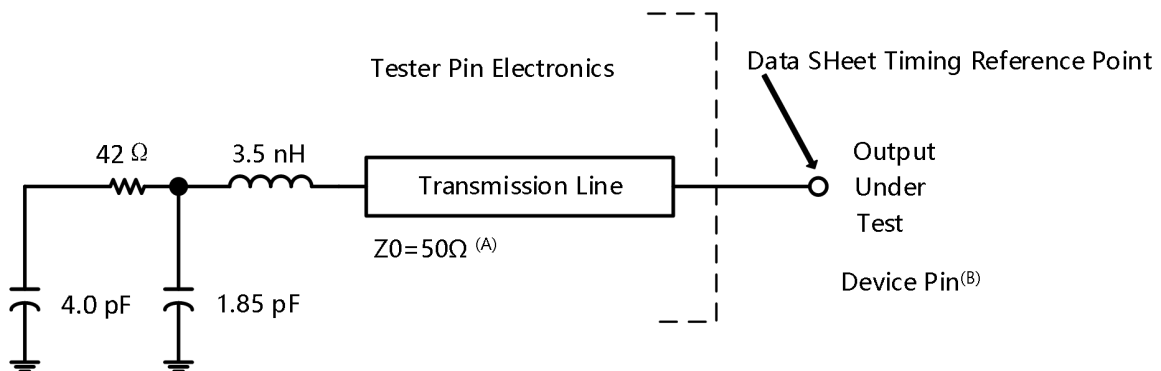 Tester Pin Electronics
Data SHeet Timing Reference Point
42 Ω
3.5 nH
Transmission Line
Output
Under
Test
Z0=50Ω (A)
Device Pin(B)
4.0 pF
1.85 pF